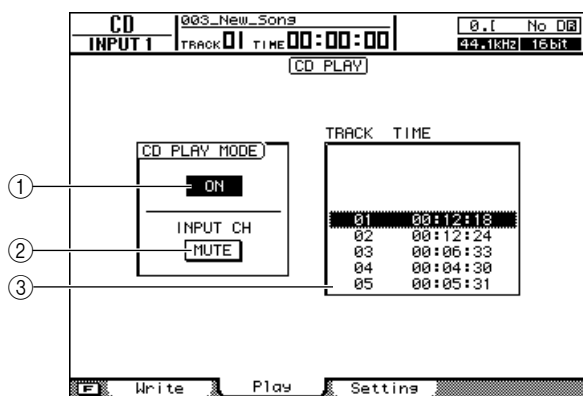 CD 003_New_Song 0.[ No D
INPUT 1 TRACK 01 TIME 00:00:00 44.1kHz 16bit
CD PLAY
TRACK TIME
CD PLAY MODE
1 ON
INPUT CH
2 MUTE
3
01 00:12:18
02 00:12:24
03 00:06:33
04 00:04:30
05 00:05:31
F Write Play Setting